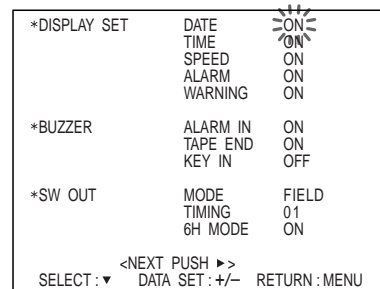 *DISPLAY SET DATE ON
TIME ON
SPEED ON
ALARM ON
WARNING ON
*BUZZER ALARM IN ON
TAPE END ON
KEY IN OFF
*SW OUT MODE FIELD
TIMING 01
6H MODE ON
<NEXT PUSH ►>
SELECT : ▼ DATA SET : +/– RETURN : MENU